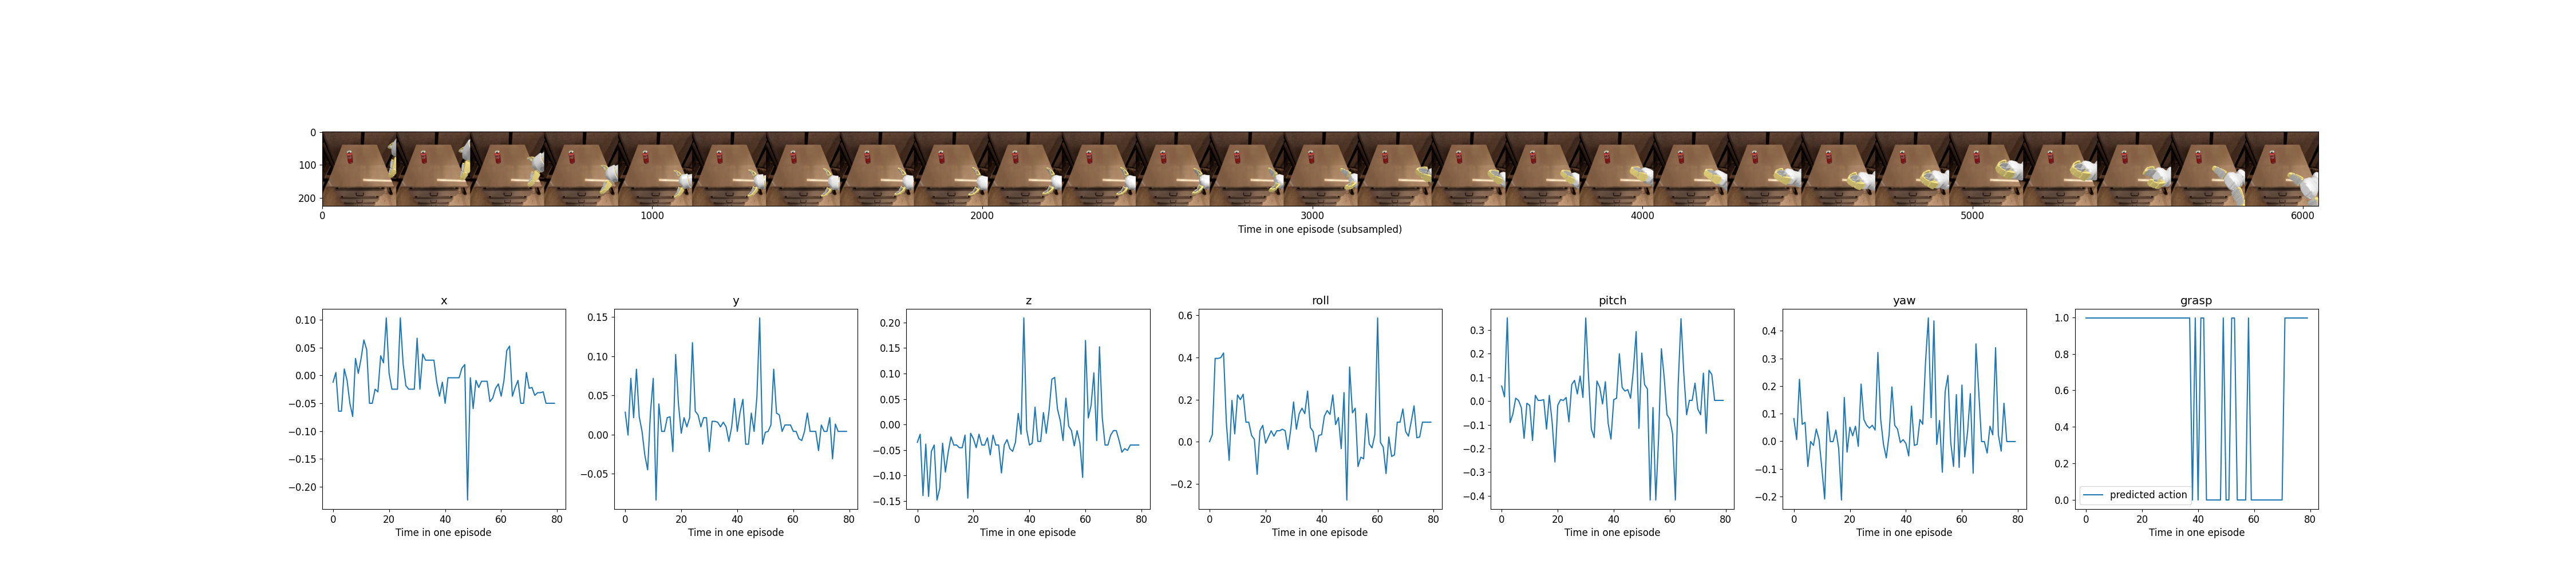 0
100
200
0 1000 2000 3000 4000 5000 6000
Time in one episode (subsampled)
x y z roll pitch yaw grasp
0.10
0.05
0.00
−0.05
−0.10
−0.15
−0.20
0 20 40 60 80
Time in one episode
0.15
0.10
0.05
0.00
−0.05
0 20 40 60 80
Time in one episode
0.20
0.15
0.10
0.05
0.00
−0.05
−0.10
−0.15
0 20 40 60 80
Time in one episode
0.6
0.4
0.2
0.0
−0.2
0 20 40 60 80
Time in one episode
0.3
0.2
0.1
0.0
−0.1
−0.2
−0.3
−0.4
0 20 40 60 80
Time in one episode
0.4
0.3
0.2
0.1
0.0
−0.1
−0.2
0 20 40 60 80
Time in one episode
1.0
0.8
0.6
0.4
0.2
0.0
predicted action
0 20 40 60 80
Time in one episode